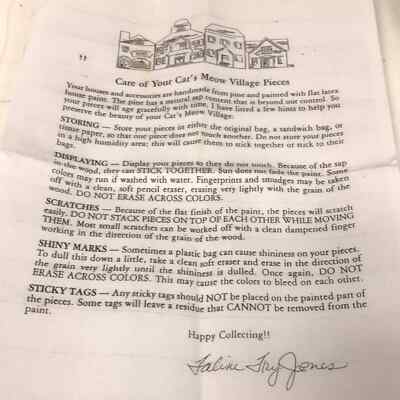 Care of Your Cat's Meow Village Pieces
Your houses and accessories are handmade from pine and painted with flat latex
house paint. The pine has a natural sap content that is beyond our control. So
your pieces will age gracefully with time, I have listed a few hints to help you
preserve the beauty of your Cat's Meow Village.
STORING — Store your pieces in either the original bag, a sandwich bag, or
tissue paper, so that one piece does not touch another. Do not store your pieces
in a high humidity area; this will cause them to stick together or stick to their
bags.
DISPLAYING — Display your pieces so they do not touch. Because of the sap
in the wood, they can STICK TOGETHER. Sun does fade the paint. Some
colors may run if washed with water. Fingerprints and smudges may be taken
off with a clean, soft pencil eraser, erasing very lightly with the grain of the
wood. DO NOT ERASE ACROSS COLORS.
SCRATCHES — Because of the flat finish of the paint, the pieces will scratch
easily. DO NOT STACK PIECES ON TOP OF EACH OTHER WHILE MOVING
THEM. Most small scratches can be worked off with a clean dampened finger
working in the direction of the grain of the wood.
SHINY MARKS — Sometimes a plastic bag can cause shininess on your pieces.
To dull this down a little, take a clean soft eraser and erase in the direction of
the grain very lightly until the shininess is dulled. Once again, DO NOT
ERASE ACROSS COLORS. This may cause the colors to bleed on each other.
STICKY TAGS — Any sticky tags should NOT be placed on the painted part of
the pieces. Some tags will leave a residue that CANNOT be removed from the
paint.
Happy Collecting!!
Faline Fry Jones